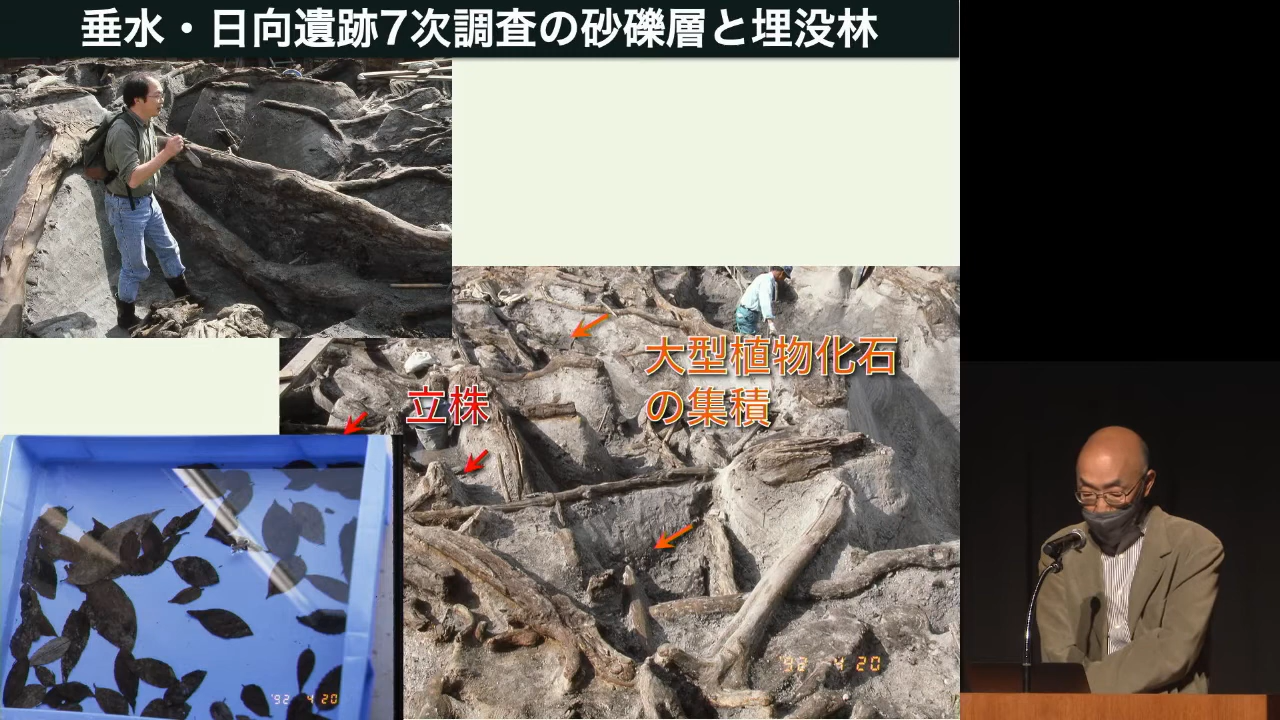 垂水・日向遺跡7次調査の砂礫層と埋没林
大型植物化石
の集積
立株
'92 4 20
'92 4 20